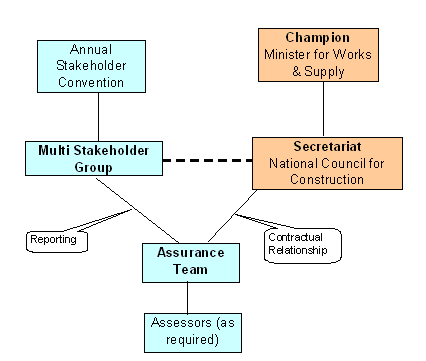 Annual
Stakeholder
Convention
Champion
Minister for Works
& Supply
Multi Stakeholder
Group
Secretariat
National Council for
Construction
Reporting
Contractual
Relationship
Assurance
Team
Assessors (as
required)